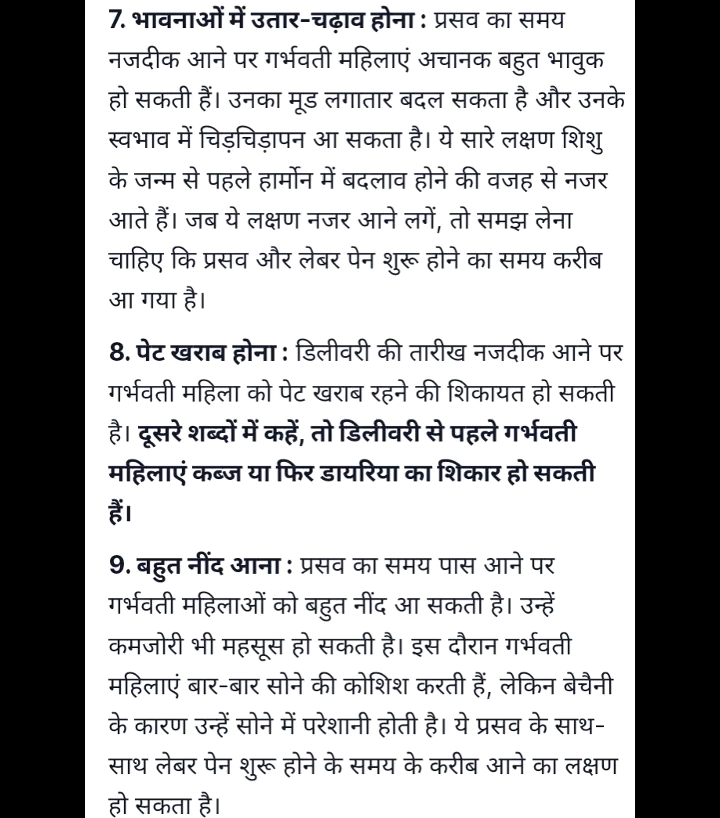 7. भावनाओं में उतार-चढ़ाव होना : प्रसव का समय
नजदीक आने पर गर्भवती महिलाएं अचानक बहुत भावुक
हो सकती हैं। उनका मूड लगातार बदल सकता है और उनके
स्वभाव में चिड़चिड़ापन आ सकता है। ये सारे लक्षण शिशु
के जन्म से पहले हार्मोन में बदलाव होने की वजह से नजर
आते हैं। जब ये लक्षण नजर आने लगें, तो समझ लेना
चाहिए कि प्रसव और लेबर पेन शुरू होने का समय करीब
आ गया है।
8. पेट खराब होना : डिलीवरी की तारीख नजदीक आने पर
गर्भवती महिला को पेट खराब रहने की शिकायत हो सकती
है। दूसरे शब्दों में कहें, तो डिलीवरी से पहले गर्भवती
महिलाएं कब्ज या फिर डायरिया का शिकार हो सकती
हैं।
9. बहुत नींद आना : प्रसव का समय पास आने पर
गर्भवती महिलाओं को बहुत नींद आ सकती है। उन्हें
कमजोरी भी महसूस हो सकती है। इस दौरान गर्भवती
महिलाएं बार-बार सोने की कोशिश करती हैं, लेकिन बेचैनी
के कारण उन्हें सोने में परेशानी होती है। ये प्रसव के साथ-
साथ लेबर पेन शुरू होने के समय के करीब आने का लक्षण
हो सकता है।